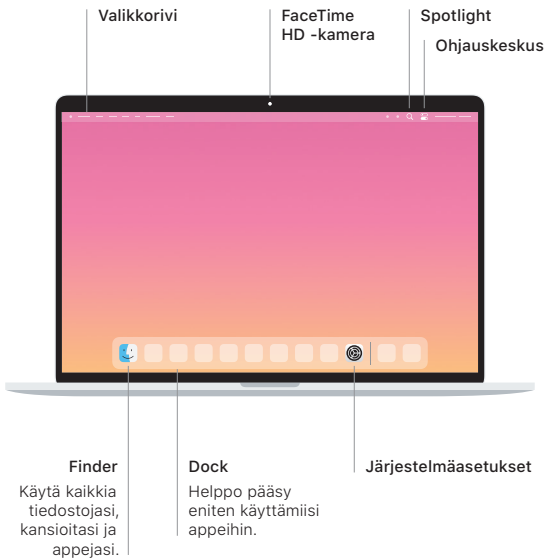 Valikkorivi
FaceTime
HD -kamera
Spotlight
Ohjauskeskus
Finder
Käytä kaikkia
tiedostojasi,
kansioitasi ja
appejasi.
Dock
Helppo pääsy
eniten käyttämiisi
appeihin.
Järjestelmäasetukset